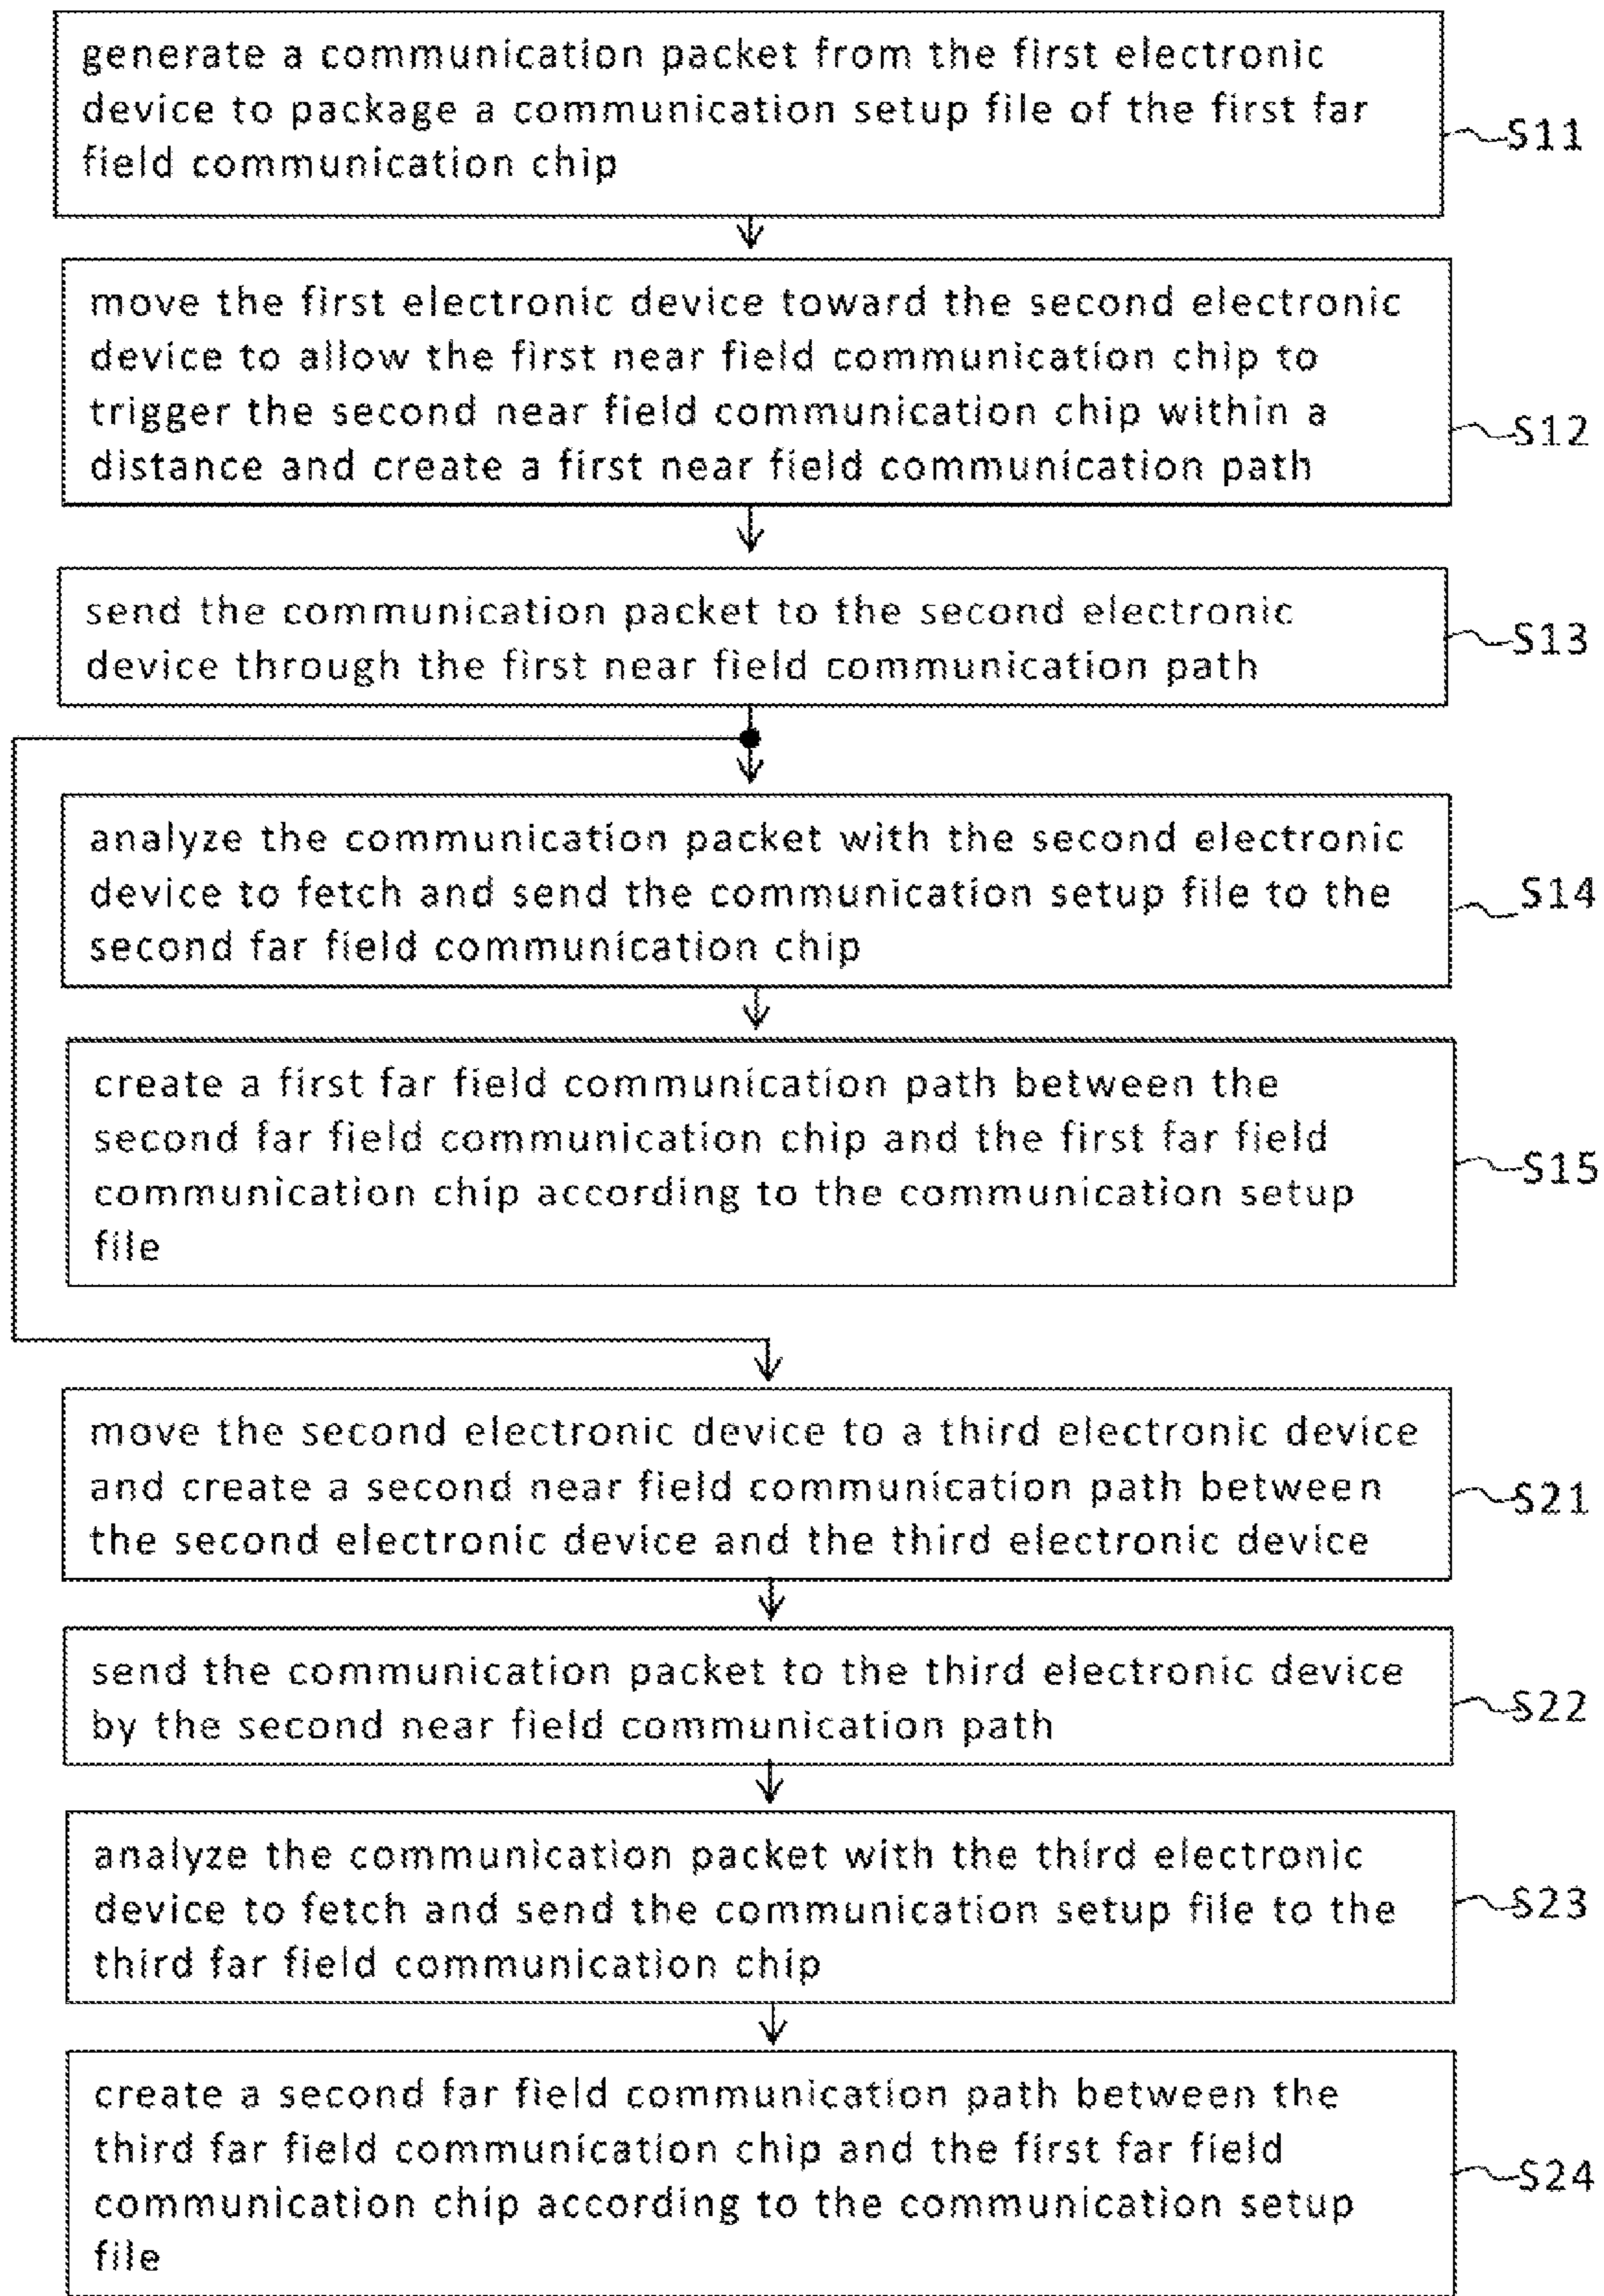 generate a communication packet from the first electronic
device to package a communication setup file of the first far
field communication chip
S11
move the first electronic device toward the second electronic
device to allow the first near field communication chip to
trigger the second near field communication chip within a
distance and create a first near field communication path
S12
send the communication packet to the second electronic
device through the first near field communication path
S13
analyze the communication packet with the second electronic
device to fetch and send the communication setup file to the
second far field communication chip
S14
create a first far field communication path between the
second far field communication chip and the first far field
communication chip according to the communication setup
file
S15
move the second electronic device to a third electronic device
and create a second near field communication path between
the second electronic device and the third electronic device
S21
send the communication packet to the third electronic device
by the second near field communication path
S22
analyze the communication packet with the third electronic
device to fetch and send the communication setup file to the
third far field communication chip
S23
create a second far field communication path between the
third far field communication chip and the first far field
communication chip according to the communication setup
file
S24